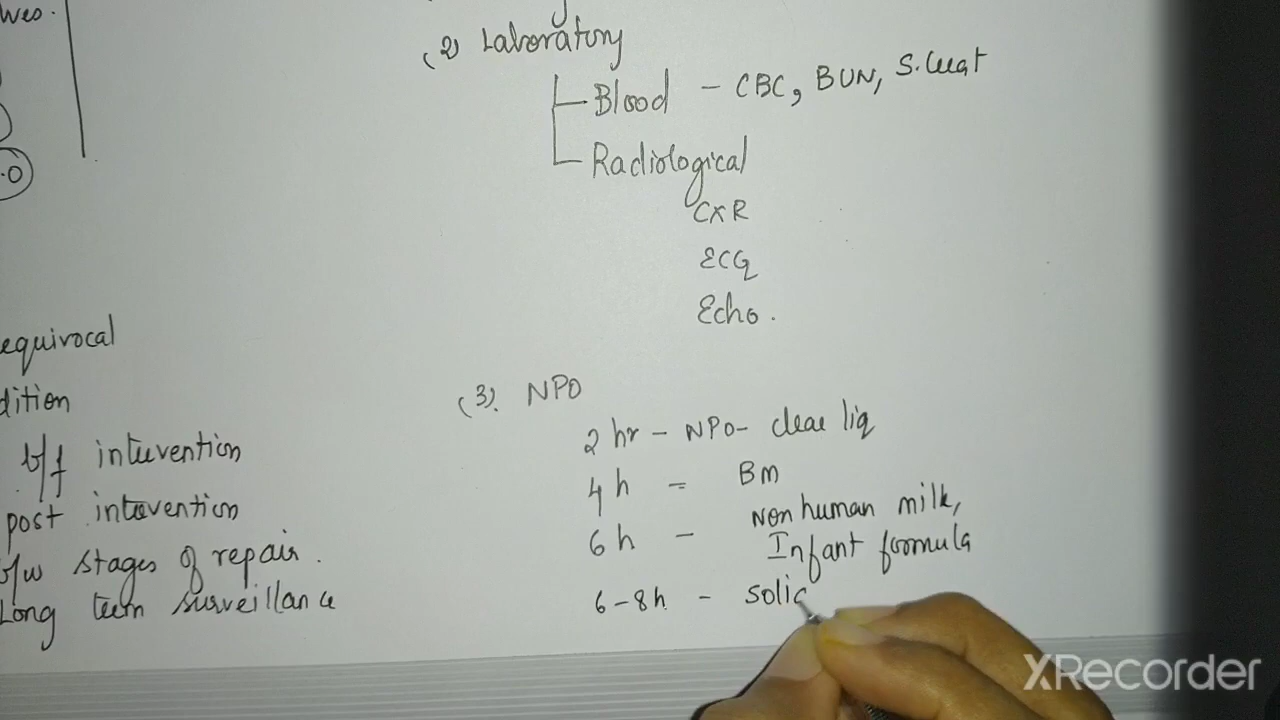 (2) Laboratory
Blood - CBC, BUN, S.Creat
Radiological
CXR
ECG
Echo.
equivocal
dition
b/f intervention
post intervention
b/w stages of repair.
Long term surveillance
(3). NPO
2 hr - NPO - clear liq
4 h = BM
6 h - Non human milk,
Infant formula
6-8h - Solid
XRecorder